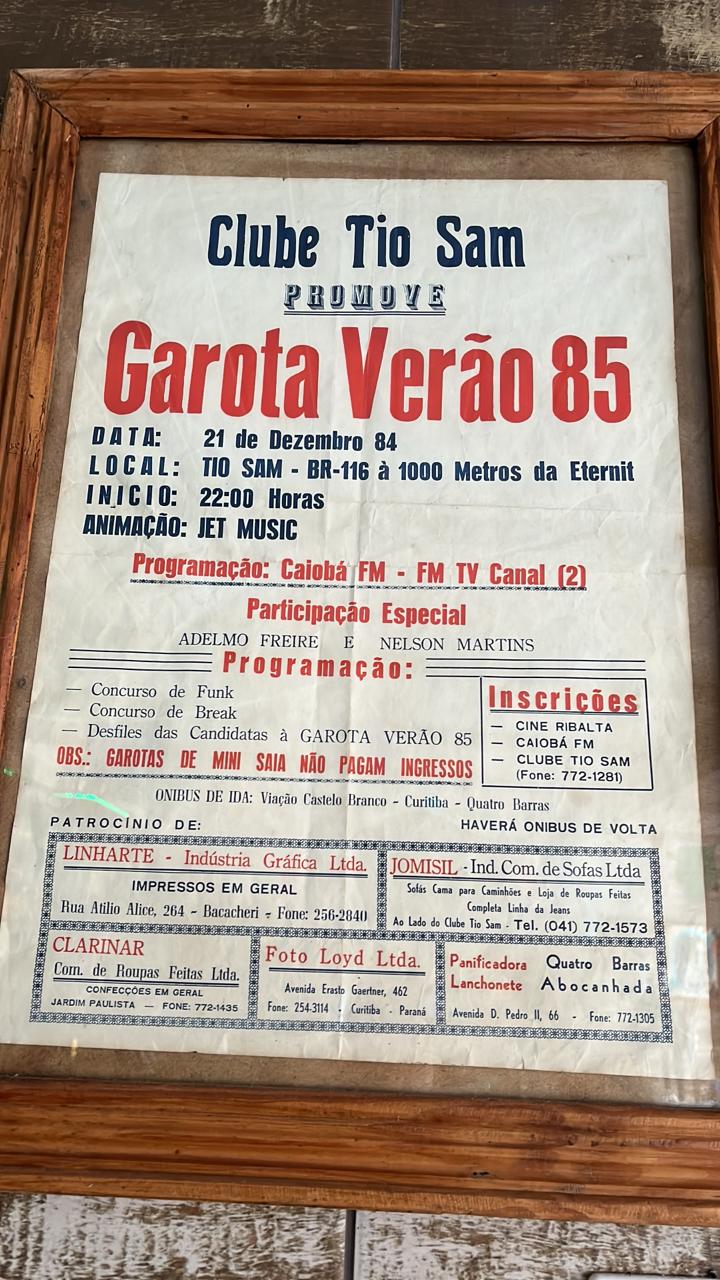 Clube Tio Sam
PROMOVE
Garota Verão 85
DATA: 21 de Dezembro 84
LOCAL: TIO SAM - BR-116 à 1000 Metros da Eternit
INICIO: 22:00 Horas
ANIMAÇÃO: JET MUSIC
Programação: Caiobá FM - FM TV Canal (2)
Participação Especial
ADELMO FREIRE E NELSON MARTINS
Programação:
— Concurso de Funk
— Concurso de Break
— Desfiles das Candidatas à GAROTA VERÃO 85
OBS.: GAROTAS DE MINI SAIA NÃO PAGAM INGRESSOS
Inscrições
— CINE RIBALTA
— CAIOBÁ FM
— CLUBE TIO SAM
(Fone: 772-1281)
ONIBUS DE IDA: Viação Castelo Branco - Curitiba - Quatro Barras
PATROCÍNIO DE: HAVERÁ ONIBUS DE VOLTA
LINHARTE - Indústria Gráfica Ltda.
IMPRESSOS EM GERAL
Rua Atilio Alice, 264 - Bacacheri - Fone: 256-2840
JOMISIL - Ind. Com. de Sofas Ltda
Sofás Cama para Caminhões e Loja de Roupas Feitas
Completa Linha da Jeans
Ao Lado do Clube Tio Sam - Tel. (041) 772-1573
CLARINAR
Com. de Roupas Feitas Ltda.
CONFECÇÕES EM GERAL
JARDIM PAULISTA — FONE: 772-1435
Foto Loyd Ltda.
Avenida Erasto Gaertner, 462
Fone: 254-3114 - Curitiba - Paraná
Panificadora Quatro Barras
Lanchonete Abocanhada
Avenida D. Pedro II, 66 - Fone: 772-1305